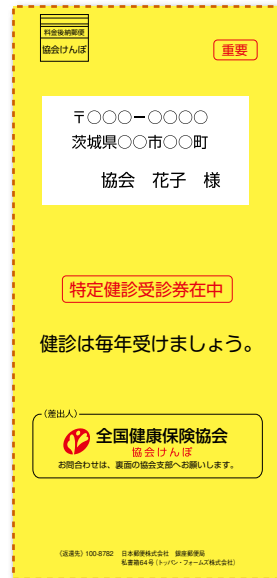 料金後納郵便
協会けんぽ
重要
〒○○○-○○○○
茨城県○○市○○町
協会 花子 様
特定健診受診券在中
健診は毎年受けましょう。
(差出人)
全国健康保険協会
協会けんぽ
お問合わせは、裏面の協会支部へお願いします。
(返還先) 100-8782 日本郵便株式会社 銀座郵便局
私書箱64号(トッパン・フォームズ株式会社)